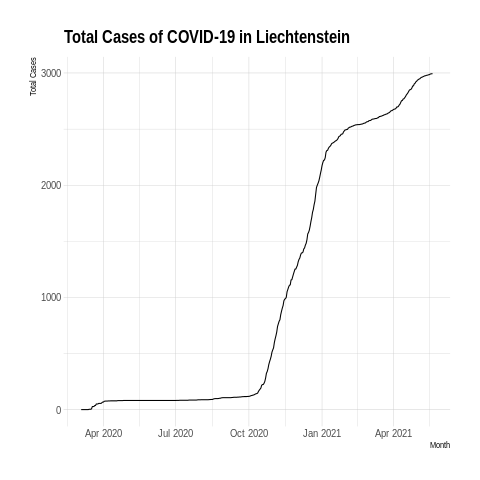 Total Cases of COVID-19 in Liechtenstein
Total Cases
3000
2000
1000
0
Apr 2020 Jul 2020 Oct 2020 Jan 2021 Apr 2021
Month